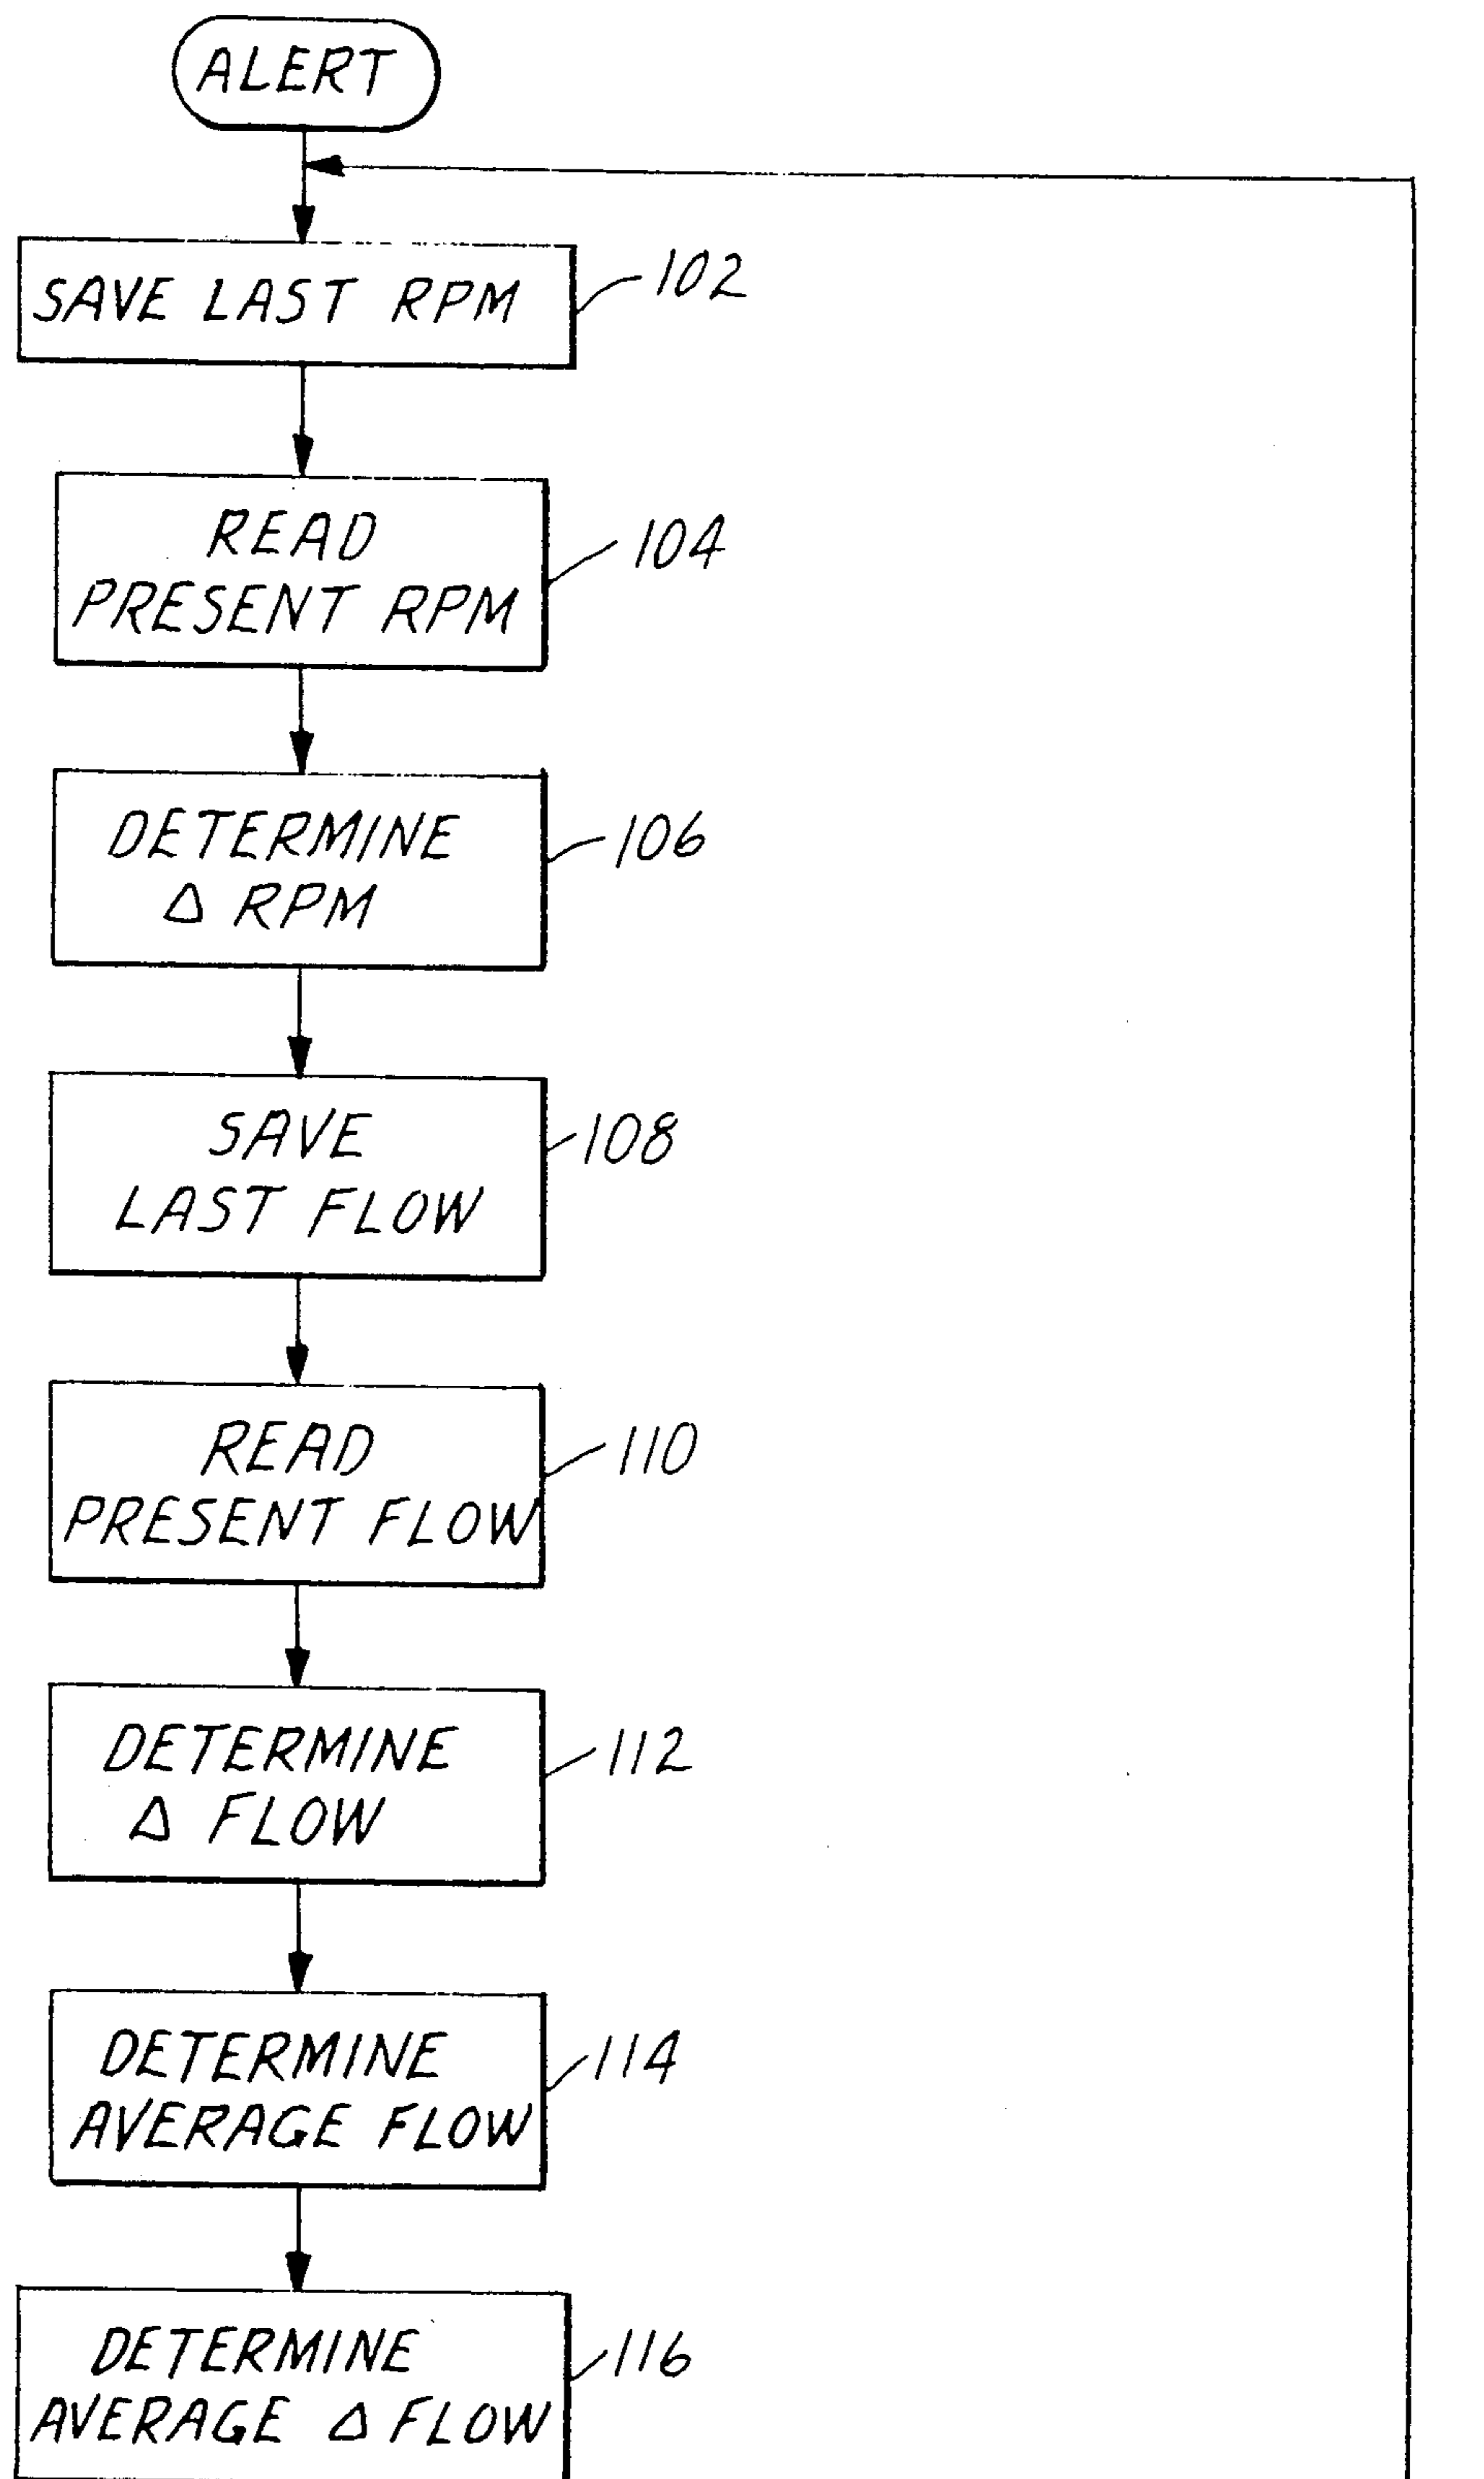 ALERT
SAVE LAST RPM
102
READ
PRESENT RPM
104
DETERMINE
Δ RPM
106
SAVE
LAST FLOW
108
READ
PRESENT FLOW
110
DETERMINE
Δ FLOW
112
DETERMINE
AVERAGE FLOW
114
DETERMINE
AVERAGE Δ FLOW
116